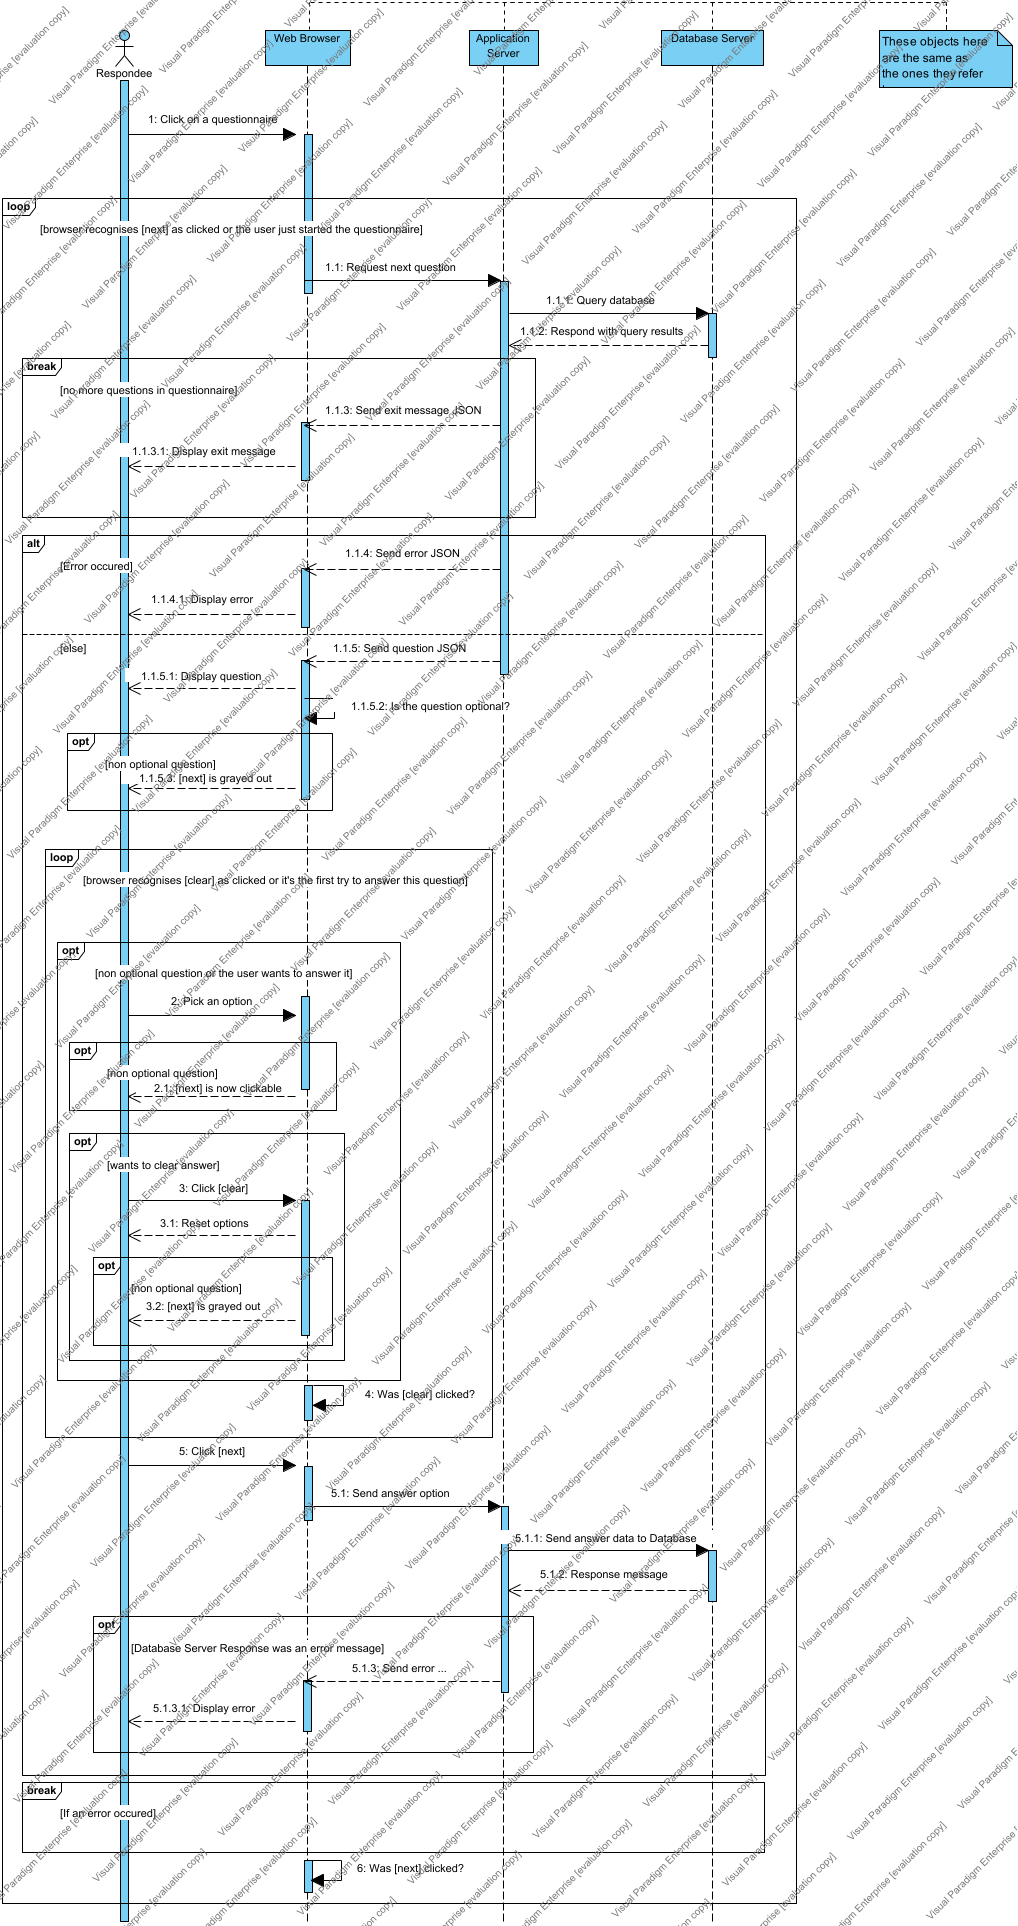 Web Browser
Application
Server
Database Server
These objects here
are the same as
the ones they refer
Respondee
1: Click on a questionnaire
loop
[browser recognises [next] as clicked or the user just started the questionnaire]
1.1: Request next question
1.1.1: Query database
1.1.2: Respond with query results
break
[no more questions in questionnaire]
1.1.3: Send exit message JSON
1.1.3.1: Display exit message
alt
1.1.4: Send error JSON
[Error occured]
1.1.4.1: Display error
[else]
1.1.5: Send question JSON
1.1.5.1: Display question
1.1.5.2: Is the question optional?
opt
[non optional question]
1.1.5.3: [next] is grayed out
loop
[browser recognises [clear] as clicked or it's the first try to answer this question]
opt
[non optional question or the user wants to answer it]
2: Pick an option
opt
[non optional question]
2.1: [next] is now clickable
opt
[wants to clear answer]
3: Click [clear]
3.1: Reset options
opt
[non optional question]
3.2: [next] is grayed out
4: Was [clear] clicked?
5: Click [next]
5.1: Send answer option
5.1.1: Send answer data to Database
5.1.2: Response message
opt
[Database Server Response was an error message]
5.1.3: Send error ...
5.1.3.1: Display error
break
[If an error occured]
6: Was [next] clicked?
Visual Paradigm Enterprise [evaluation copy]